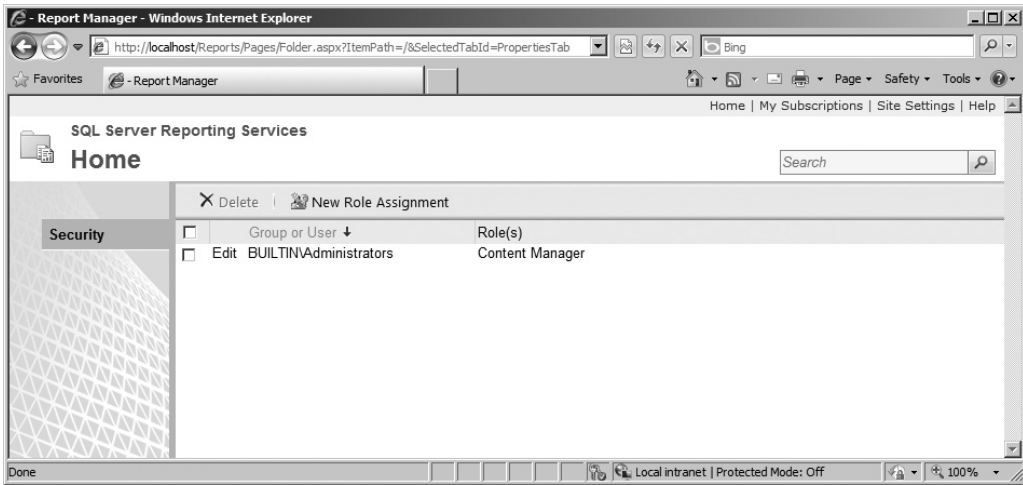 - Report Manager - Windows Internet Explorer
http://localhost/Reports/Pages/Folder.aspx?ItemPath=/&SelectedTabId=PropertiesTab
Bing
Favorites
- Report Manager
Page
Safety
Tools
Home | My Subscriptions | Site Settings | Help
SQL Server Reporting Services
Home
Search
Delete
New Role Assignment
Security
Group or User
Role(s)
Edit BUILTIN\Administrators Content Manager
Done
Local intranet | Protected Mode: Off
100%